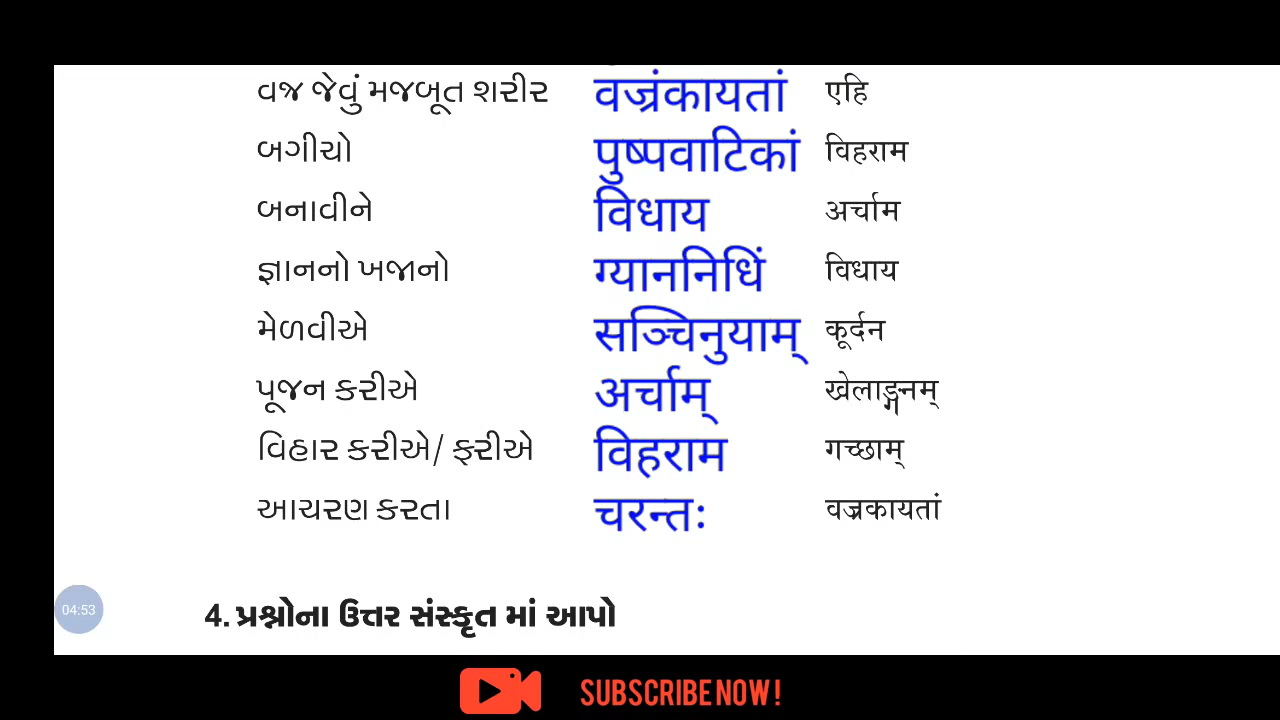 વજ્ર જેવું મજબૂત શરીર वज्रंकायतां एहि
બગીચો पुष्पवाटिकां विहराम
બનાવીને विधाय अर्चाम
જ્ઞાનનો ખજાનો ग्याननिधिं विधाय
મેળવીએ सञ्चिनुयाम् कूर्दन
પૂજન કરીએ अर्चाम् खेलाङ्गनम्
વિહાર કરીએ/ ફરીએ विहराम गच्छाम्
આચરણ કરતા चरन्तः वज्रकायतां
04:53
4. પ્રશ્નોના ઉત્તર સંસ્કૃત માં આપો
SUBSCRIBE NOW !